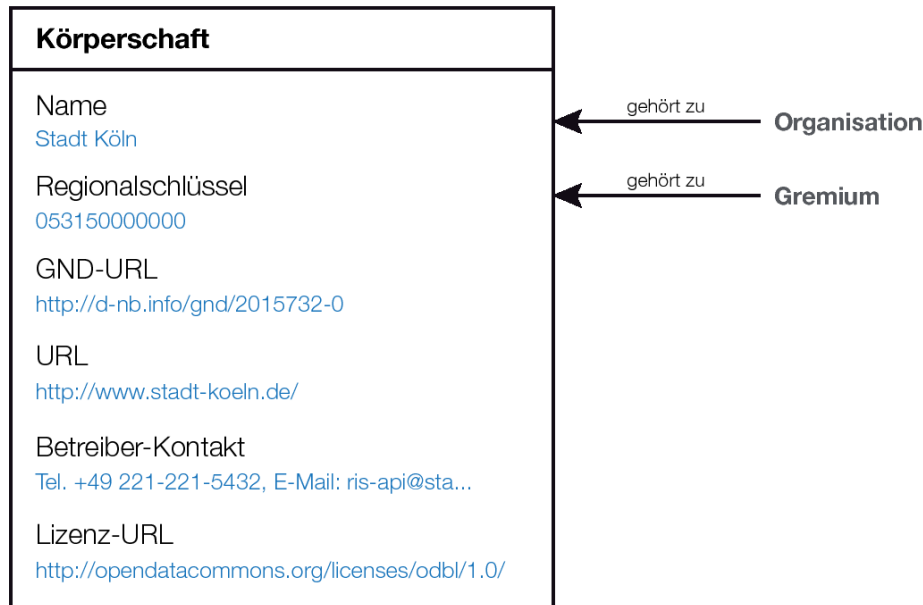 Körperschaft
Name
Stadt Köln
gehört zu
Organisation
Regionalschlüssel
053150000000
gehört zu
Gremium
GND-URL
http://d-nb.info/gnd/2015732-0
URL
http://www.stadt-koeln.de/
Betreiber-Kontakt
Tel. +49 221-221-5432, E-Mail: ris-api@sta...
Lizenz-URL
http://opendatacommons.org/licenses/odbl/1.0/